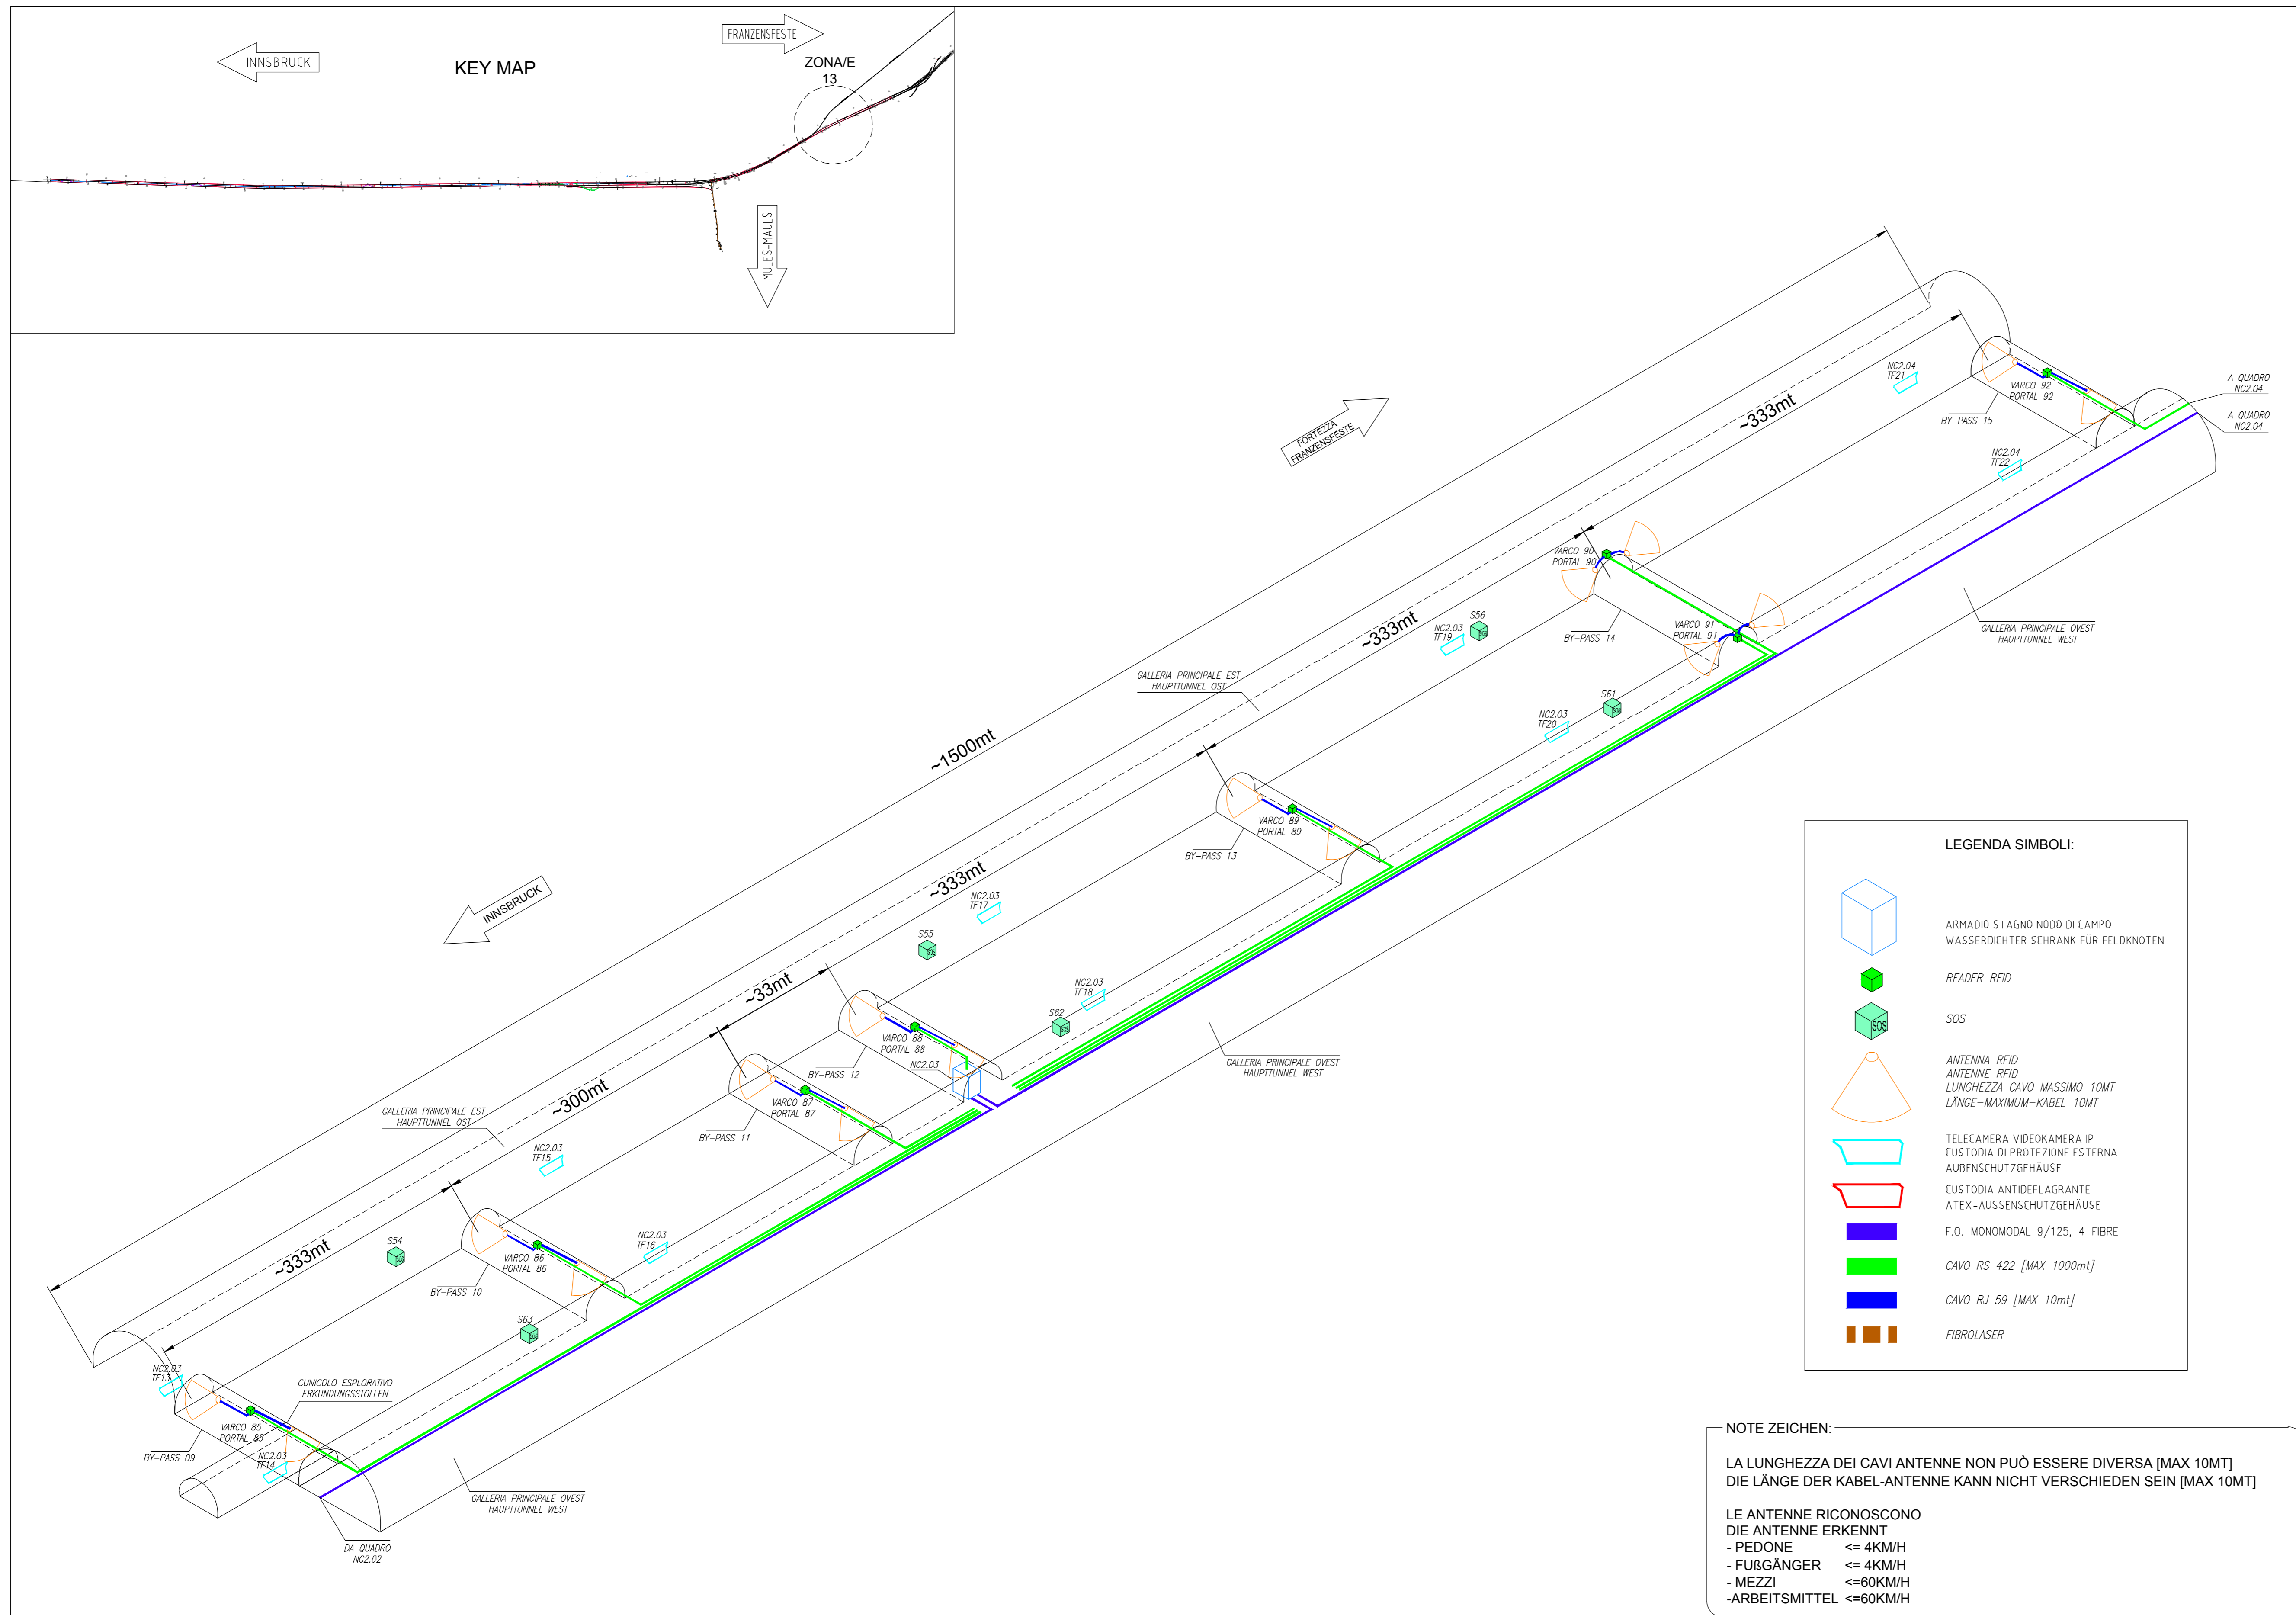 INNSBRUCK
KEY MAP
FRANZENSFESTE
ZONA/E
13
MULES-MAULS
FORTEZZA
FRANZENSFESTE
~1500mt
~333mt
NC2.04
TF21
VARCO 92
PORTAL 92
BY-PASS 15
A QUADRO
NC2.04
A QUADRO
NC2.04
NC2.04
TF22
VARCO 90
PORTAL 90
BY-PASS 14
VARCO 91
PORTAL 91
GALLERIA PRINCIPALE OVEST
HAUPTTUNNEL WEST
~333mt
S56
SOS
NC2.03
TF19
GALLERIA PRINCIPALE EST
HAUPTTUNNEL OST
S61
SOS
NC2.03
TF20
VARCO 89
PORTAL 89
BY-PASS 13
~333mt
NC2.03
TF17
S55
SOS
INNSBRUCK
NC2.03
TF18
S62
SOS
~33mt
VARCO 88
PORTAL 88
BY-PASS 12
NC2.03
GALLERIA PRINCIPALE OVEST
HAUPTTUNNEL WEST
VARCO 87
PORTAL 87
BY-PASS 11
~300mt
GALLERIA PRINCIPALE EST
HAUPTTUNNEL OST
NC2.03
TF15
NC2.03
TF16
VARCO 86
PORTAL 86
BY-PASS 10
~333mt
S54
SOS
S63
SOS
NC2.03
TF13
CUNICOLO ESPLORATIVO
ERKUNDUNGSSTOLLEN
VARCO 85
PORTAL 85
BY-PASS 09
NC2.03
TF14
GALLERIA PRINCIPALE OVEST
HAUPTTUNNEL WEST
DA QUADRO
NC2.02
LEGENDA SIMBOLI:
ARMADIO STAGNO NODO DI CAMPO
WASSERDICHTER SCHRANK FÜR FELDKNOTEN
READER RFID
SOS
SOS
ANTENNA RFID
ANTENNE RFID
LUNGHEZZA CAVO MASSIMO 10MT
LÄNGE-MAXIMUM-KABEL 10MT
TELECAMERA VIDEOKAMERA IP
CUSTODIA DI PROTEZIONE ESTERNA
AUßENSCHUTZGEHÄUSE
CUSTODIA ANTIDEFLAGRANTE
ATEX-AUSSENSCHUTZGEHÄUSE
F.O. MONOMODAL 9/125, 4 FIBRE
CAVO RS 422 [MAX 1000mt]
CAVO RJ 59 [MAX 10mt]
FIBROLASER
NOTE ZEICHEN:
LA LUNGHEZZA DEI CAVI ANTENNE NON PUÒ ESSERE DIVERSA [MAX 10MT]
DIE LÄNGE DER KABEL-ANTENNE KANN NICHT VERSCHIEDEN SEIN [MAX 10MT]
LE ANTENNE RICONOSCONO
DIE ANTENNE ERKENNT
- PEDONE <= 4KM/H
- FUßGÄNGER <= 4KM/H
- MEZZI <=60KM/H
-ARBEITSMITTEL <=60KM/H